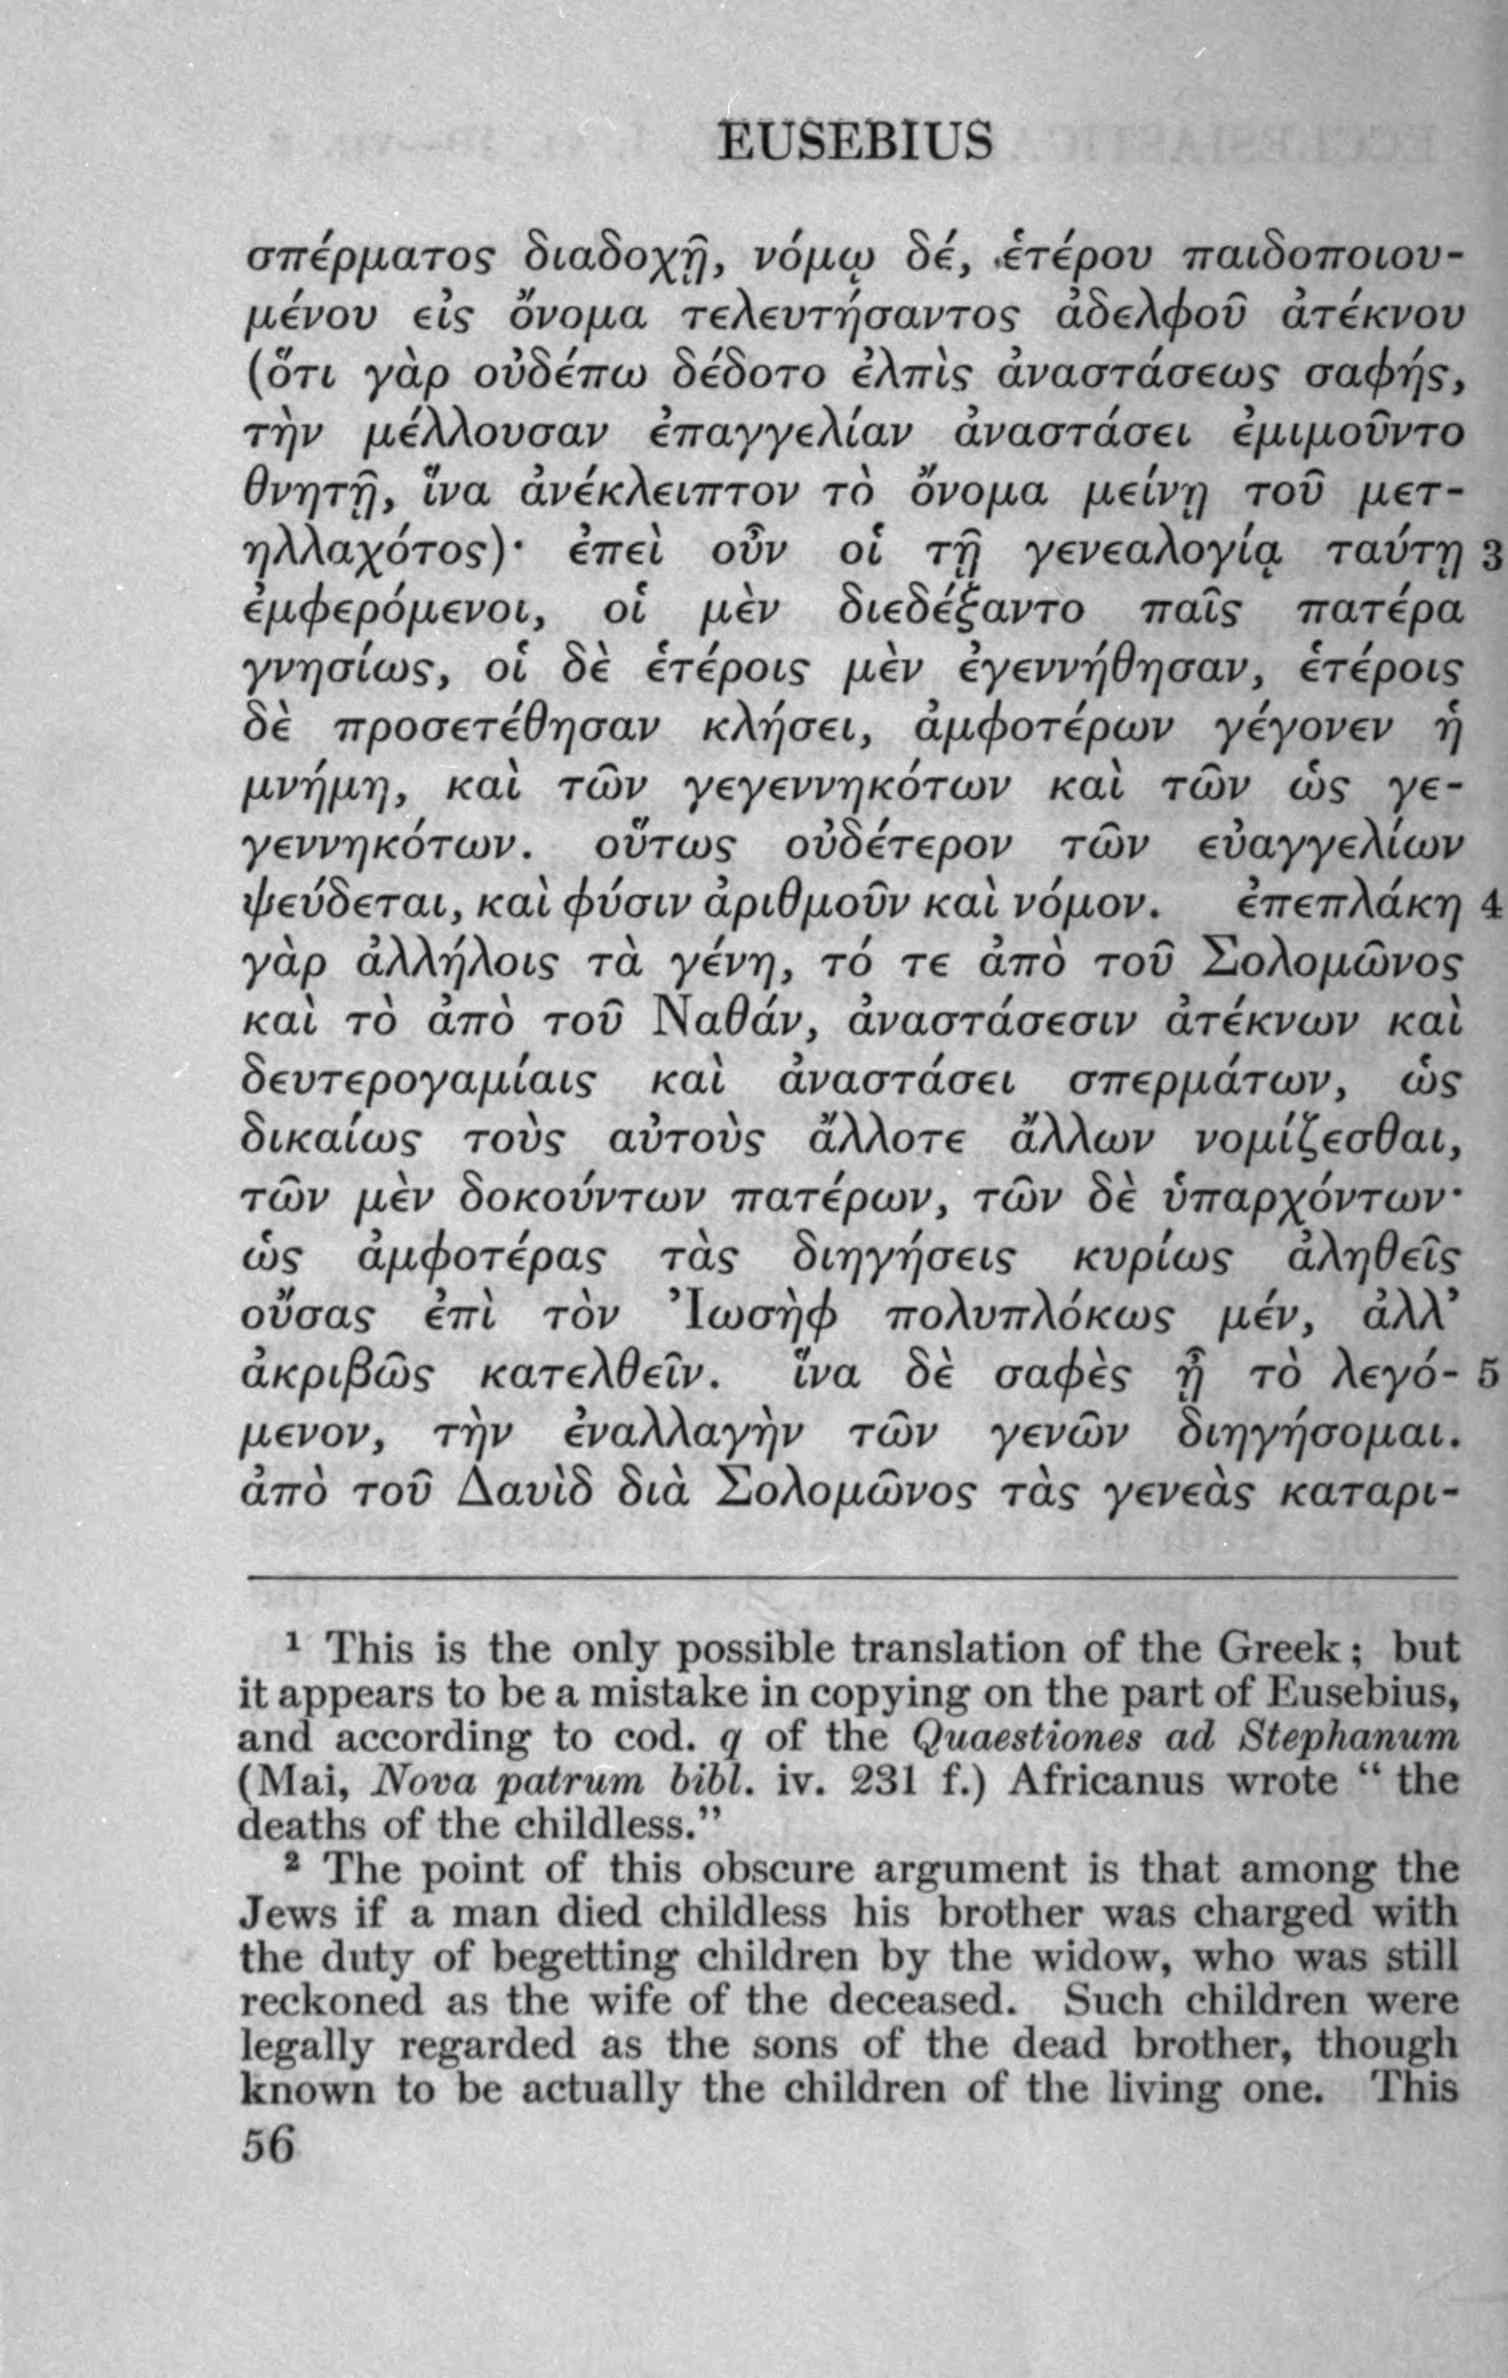 EUSEBIUS
σπέρματος διαδοχῇ, νόμῳ δέ, ἑτέρου παιδοποιου-
μένου εἰς ὄνομα τελευτήσαντος ἀδελφοῦ ἀτέκνου
(ὅτι γὰρ οὐδέπω δέδοτο ἐλπὶς ἀναστάσεως σαφής,
τὴν μέλλουσαν ἐπαγγελίαν ἀναστάσει ἐμιμοῦντο
θνητῇ, ἵνα ἀνέκλειπτον τὸ ὄνομα μείνῃ τοῦ μετ-
ηλλαχότος)· ἐπεὶ οὖν οἱ τῇ γενεαλογίᾳ ταύτῃ 3
ἐμφερόμενοι, οἱ μὲν διεδέξαντο παῖς πατέρα
γνησίως, οἱ δὲ ἑτέροις μὲν ἐγεννήθησαν, ἑτέροις
δὲ προσετέθησαν κλήσει, ἀμφοτέρων γέγονεν ἡ
μνήμη, καὶ τῶν γεγεννηκότων καὶ τῶν ὡς γε-
γεννηκότων. οὕτως οὐδέτερον τῶν εὐαγγελίων
ψεύδεται, καὶ φύσιν ἀριθμοῦν καὶ νόμον. ἐπεπλάκη 4
γὰρ ἀλλήλοις τὰ γένη, τό τε ἀπὸ τοῦ Σολομῶνος
καὶ τὸ ἀπὸ τοῦ Ναθάν, ἀναστάσεσιν ἀτέκνων καὶ
δευτερογαμίαις καὶ ἀναστάσει σπερμάτων, ὡς
δικαίως τοὺς αὐτοὺς ἄλλοτε ἄλλων νομίζεσθαι,
τῶν μὲν δοκούντων πατέρων, τῶν δὲ ὑπαρχόντων·
ὡς ἀμφοτέρας τὰς διηγήσεις κυρίως ἀληθεῖς
οὔσας ἐπὶ τὸν Ἰωσὴφ πολυπλόκως μέν, ἀλλ’
ἀκριβῶς κατελθεῖν. ἵνα δὲ σαφὲς ᾖ τὸ λεγό- 5
μενον, τὴν ἐναλλαγὴν τῶν γενῶν διηγήσομαι.
ἀπὸ τοῦ Δαυὶδ διὰ Σολομῶνος τὰς γενεὰς καταρι-
¹ This is the only possible translation of the Greek; but
it appears to be a mistake in copying on the part of Eusebius,
and according to cod. q of the Quaestiones ad Stephanum
(Mai, Nova patrum bibl. iv. 231 f.) Africanus wrote “ the
deaths of the childless.”
² The point of this obscure argument is that among the
Jews if a man died childless his brother was charged with
the duty of begetting children by the widow, who was still
reckoned as the wife of the deceased. Such children were
legally regarded as the sons of the dead brother, though
known to be actually the children of the living one. This
56